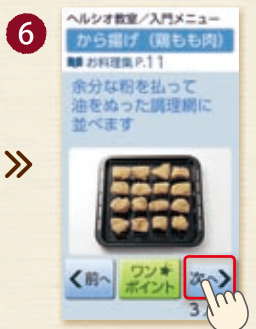 6
ヘルシオ教室／入門メニュー
から揚げ（鶏もも肉）
お料理集P.11
余分な粉を払って
油をぬった調理網に
並べます
前へ
ワン★
ポイント
次へ
3/